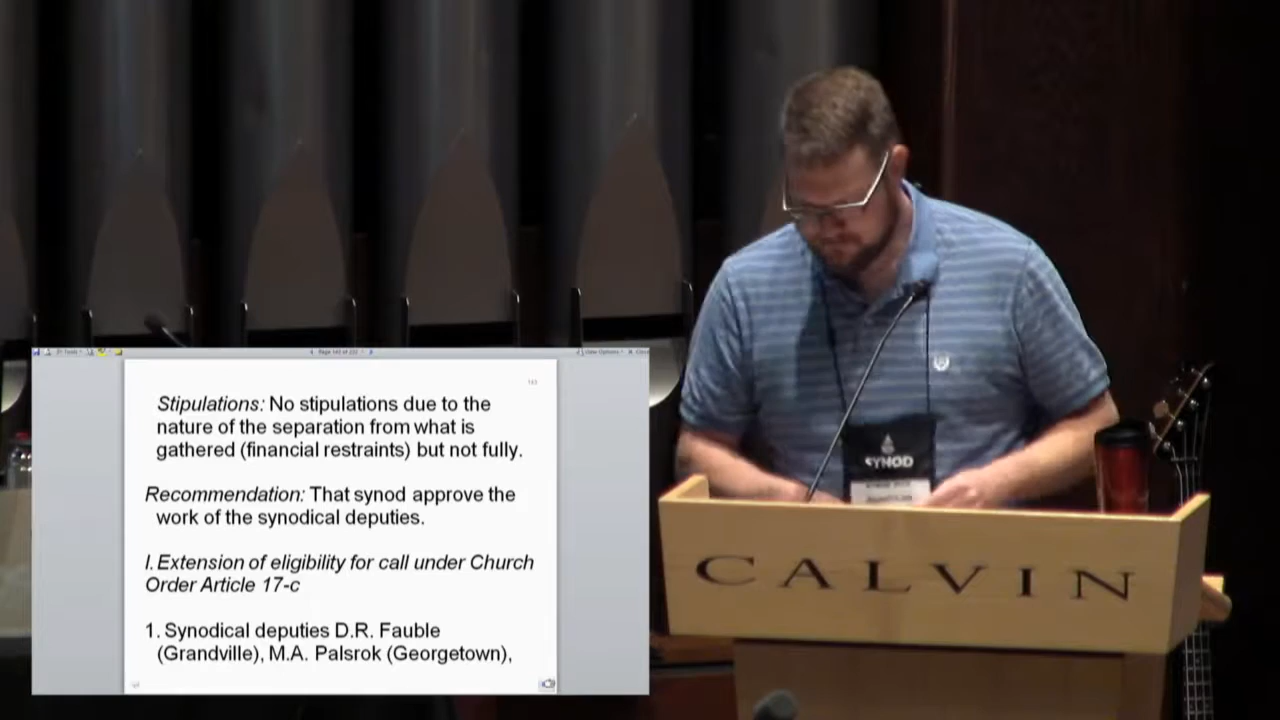 Stipulations: No stipulations due to the
nature of the separation from what is
gathered (financial restraints) but not fully.
Recommendation: That synod approve the
work of the synodical deputies.
I. Extension of eligibility for call under Church
Order Article 17-c
1. Synodical deputies D.R. Fauble
(Grandville), M.A. Palsrok (Georgetown),
SYNOD
CALVIN